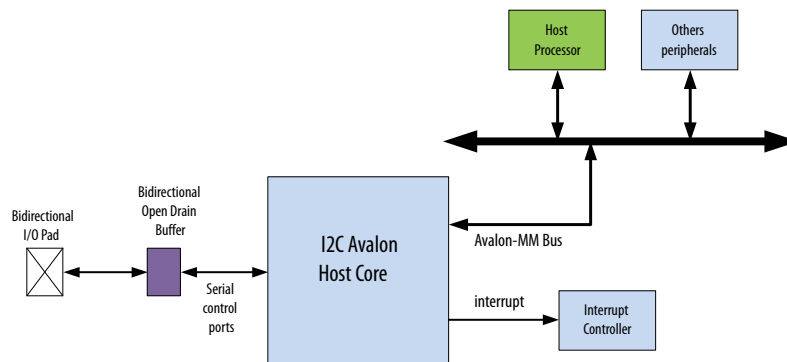 Host
Processor
Others
peripherals
Bidirectional
Open Drain
Buffer
Bidirectional
I/O Pad
I2C Avalon
Host Core
Avalon-MM Bus
Serial
control
ports
interrupt
Interrupt
Controller